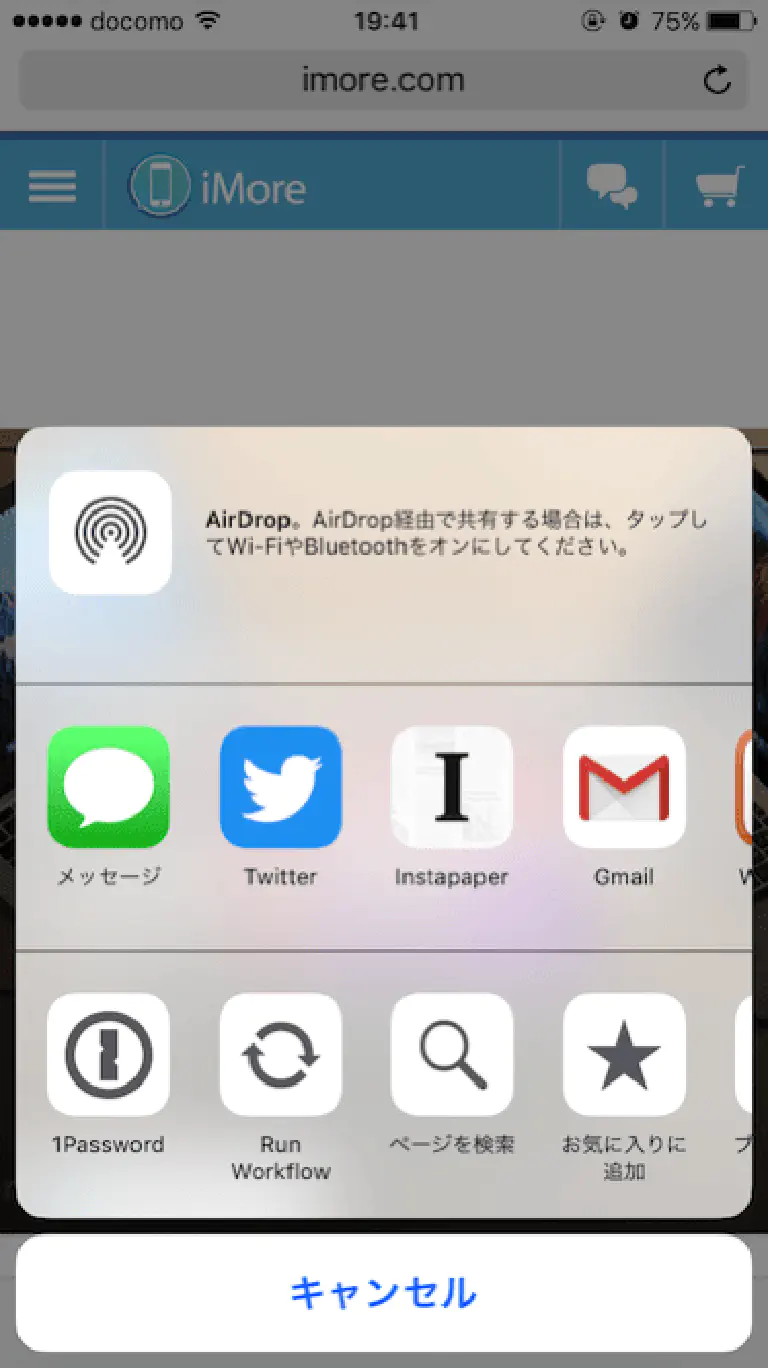 docomo 19:41 75%
imore.com
iMore
AirDrop。AirDrop経由で共有する場合は、タップし
てWi-FiやBluetoothをオンにしてください。
メッセージ Twitter Instapaper Gmail
1Password Run ページを検索 お気に入りに
Workflow 追加
キャンセル